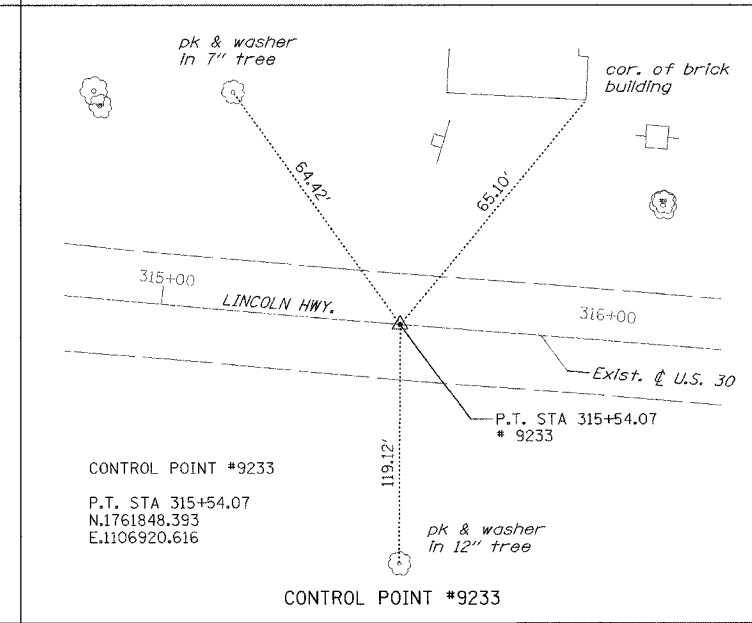 pk & washer
in 7" tree
cor. of brick
building
64.42'
65.10'
315+00
LINCOLN HWY.
316+00
Exist. ℄ U.S. 30
P.T. STA 315+54.07
# 9233
119.12'
CONTROL POINT #9233
P.T. STA 315+54.07
N.1761848.393
E.1106920.616
pk & washer
in 12" tree
CONTROL POINT #9233